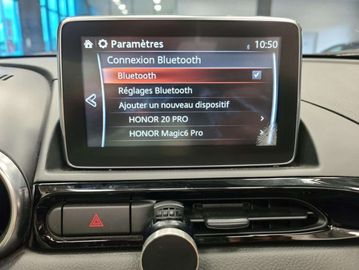 Paramètres
10:50
Connexion Bluetooth
Bluetooth
Réglages Bluetooth
Ajouter un nouveau dispositif
HONOR 20 PRO
HONOR Magic6 Pro